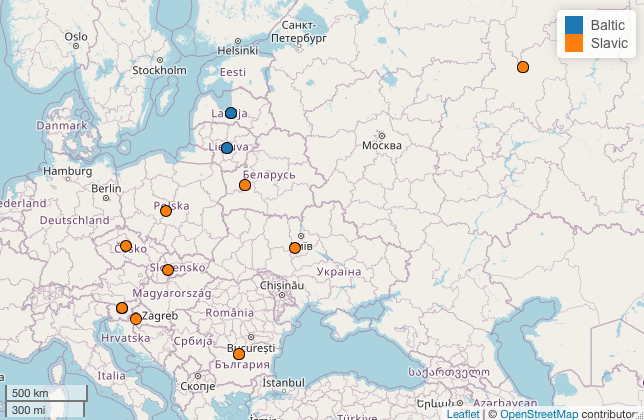 Baltic
Slavic
Санкт-
Петербург
Oslo
Helsinki
Stockholm
Eesti
Latvija
Danmark
Москва
Lietuva
Hamburg
Беларусь
Berlin
Nederland
Polska
Deutschland
Česko
Київ
Slovensko
Україна
Magyarország
Chișinău
Zagreb
România
Hrvatska
Србија
București
България
Italia
Скопје
İstanbul
საქართველო
Երևան
Azərbaycan
Türkiye
500 km
300 mi
Leaflet | © OpenStreetMap contributors